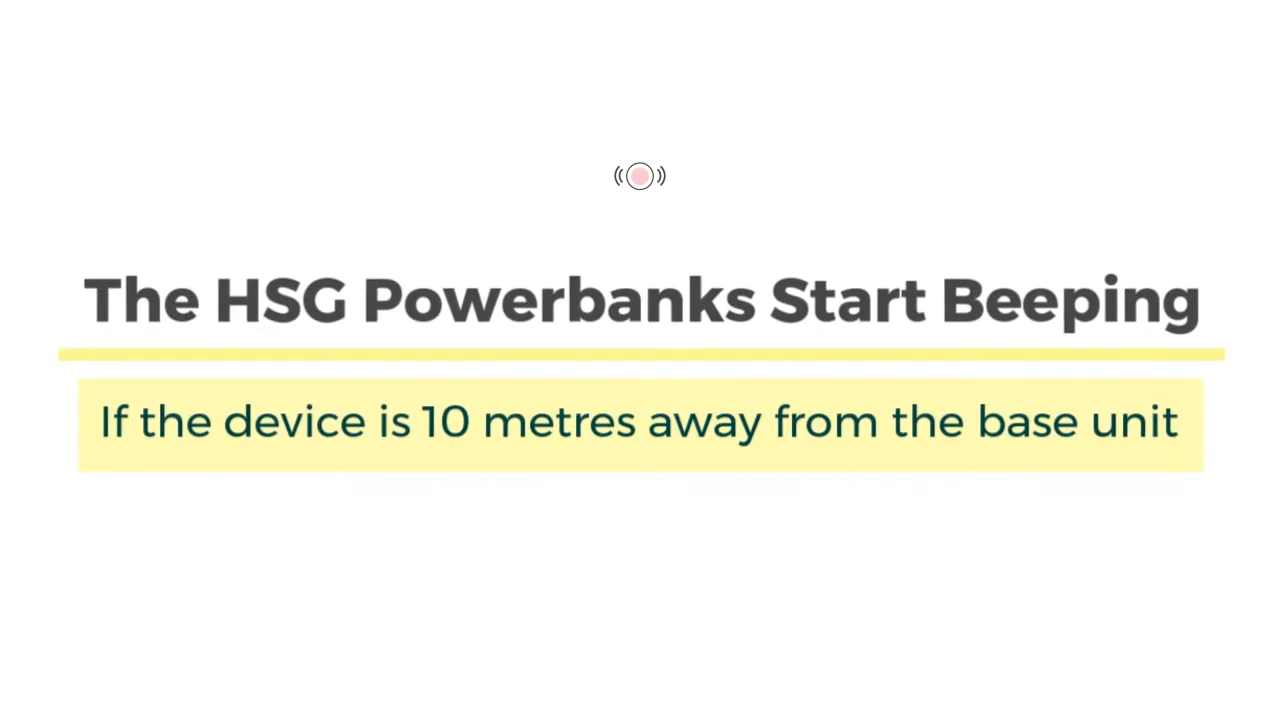 The HSG Powerbanks Start Beeping
If the device is 10 metres away from the base unit